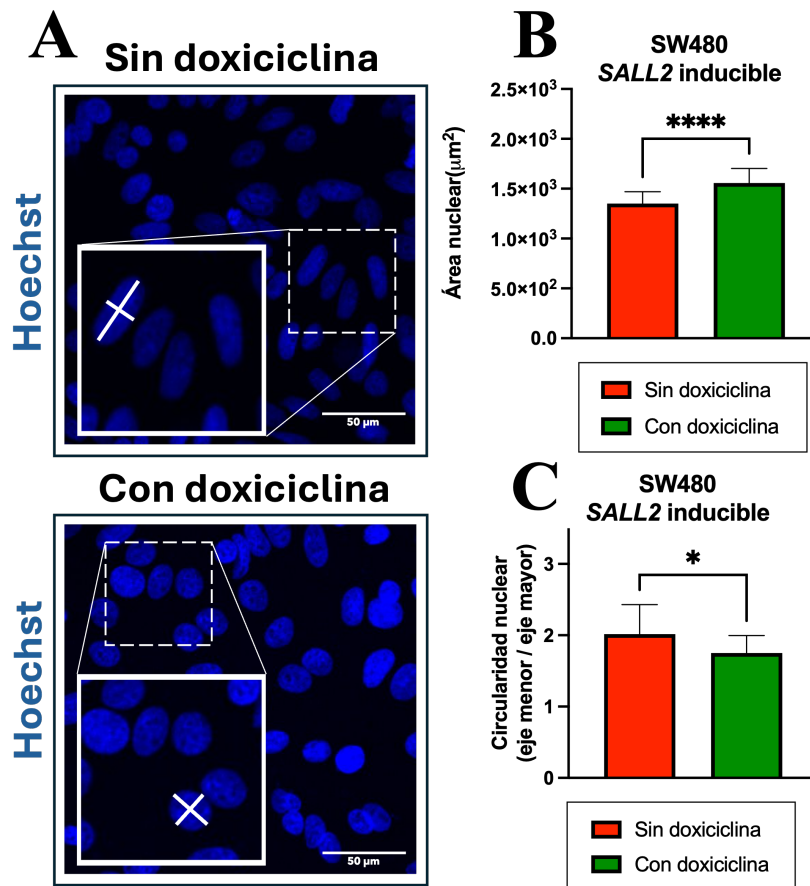 A
Sin doxiciclina
Hoechst
50 µm
Con doxiciclina
Hoechst
50 µm
B
SW480
SALL2 inducible
Área nuclear(µm²)
2.5×10³
2.0×10³
1.5×10³
1.0×10³
5.0×10²
0.0
****
Sin doxiciclina
Con doxiciclina
C
SW480
SALL2 inducible
Circularidad nuclear
(eje menor / eje mayor)
3
2
1
0
*
Sin doxiciclina
Con doxiciclina